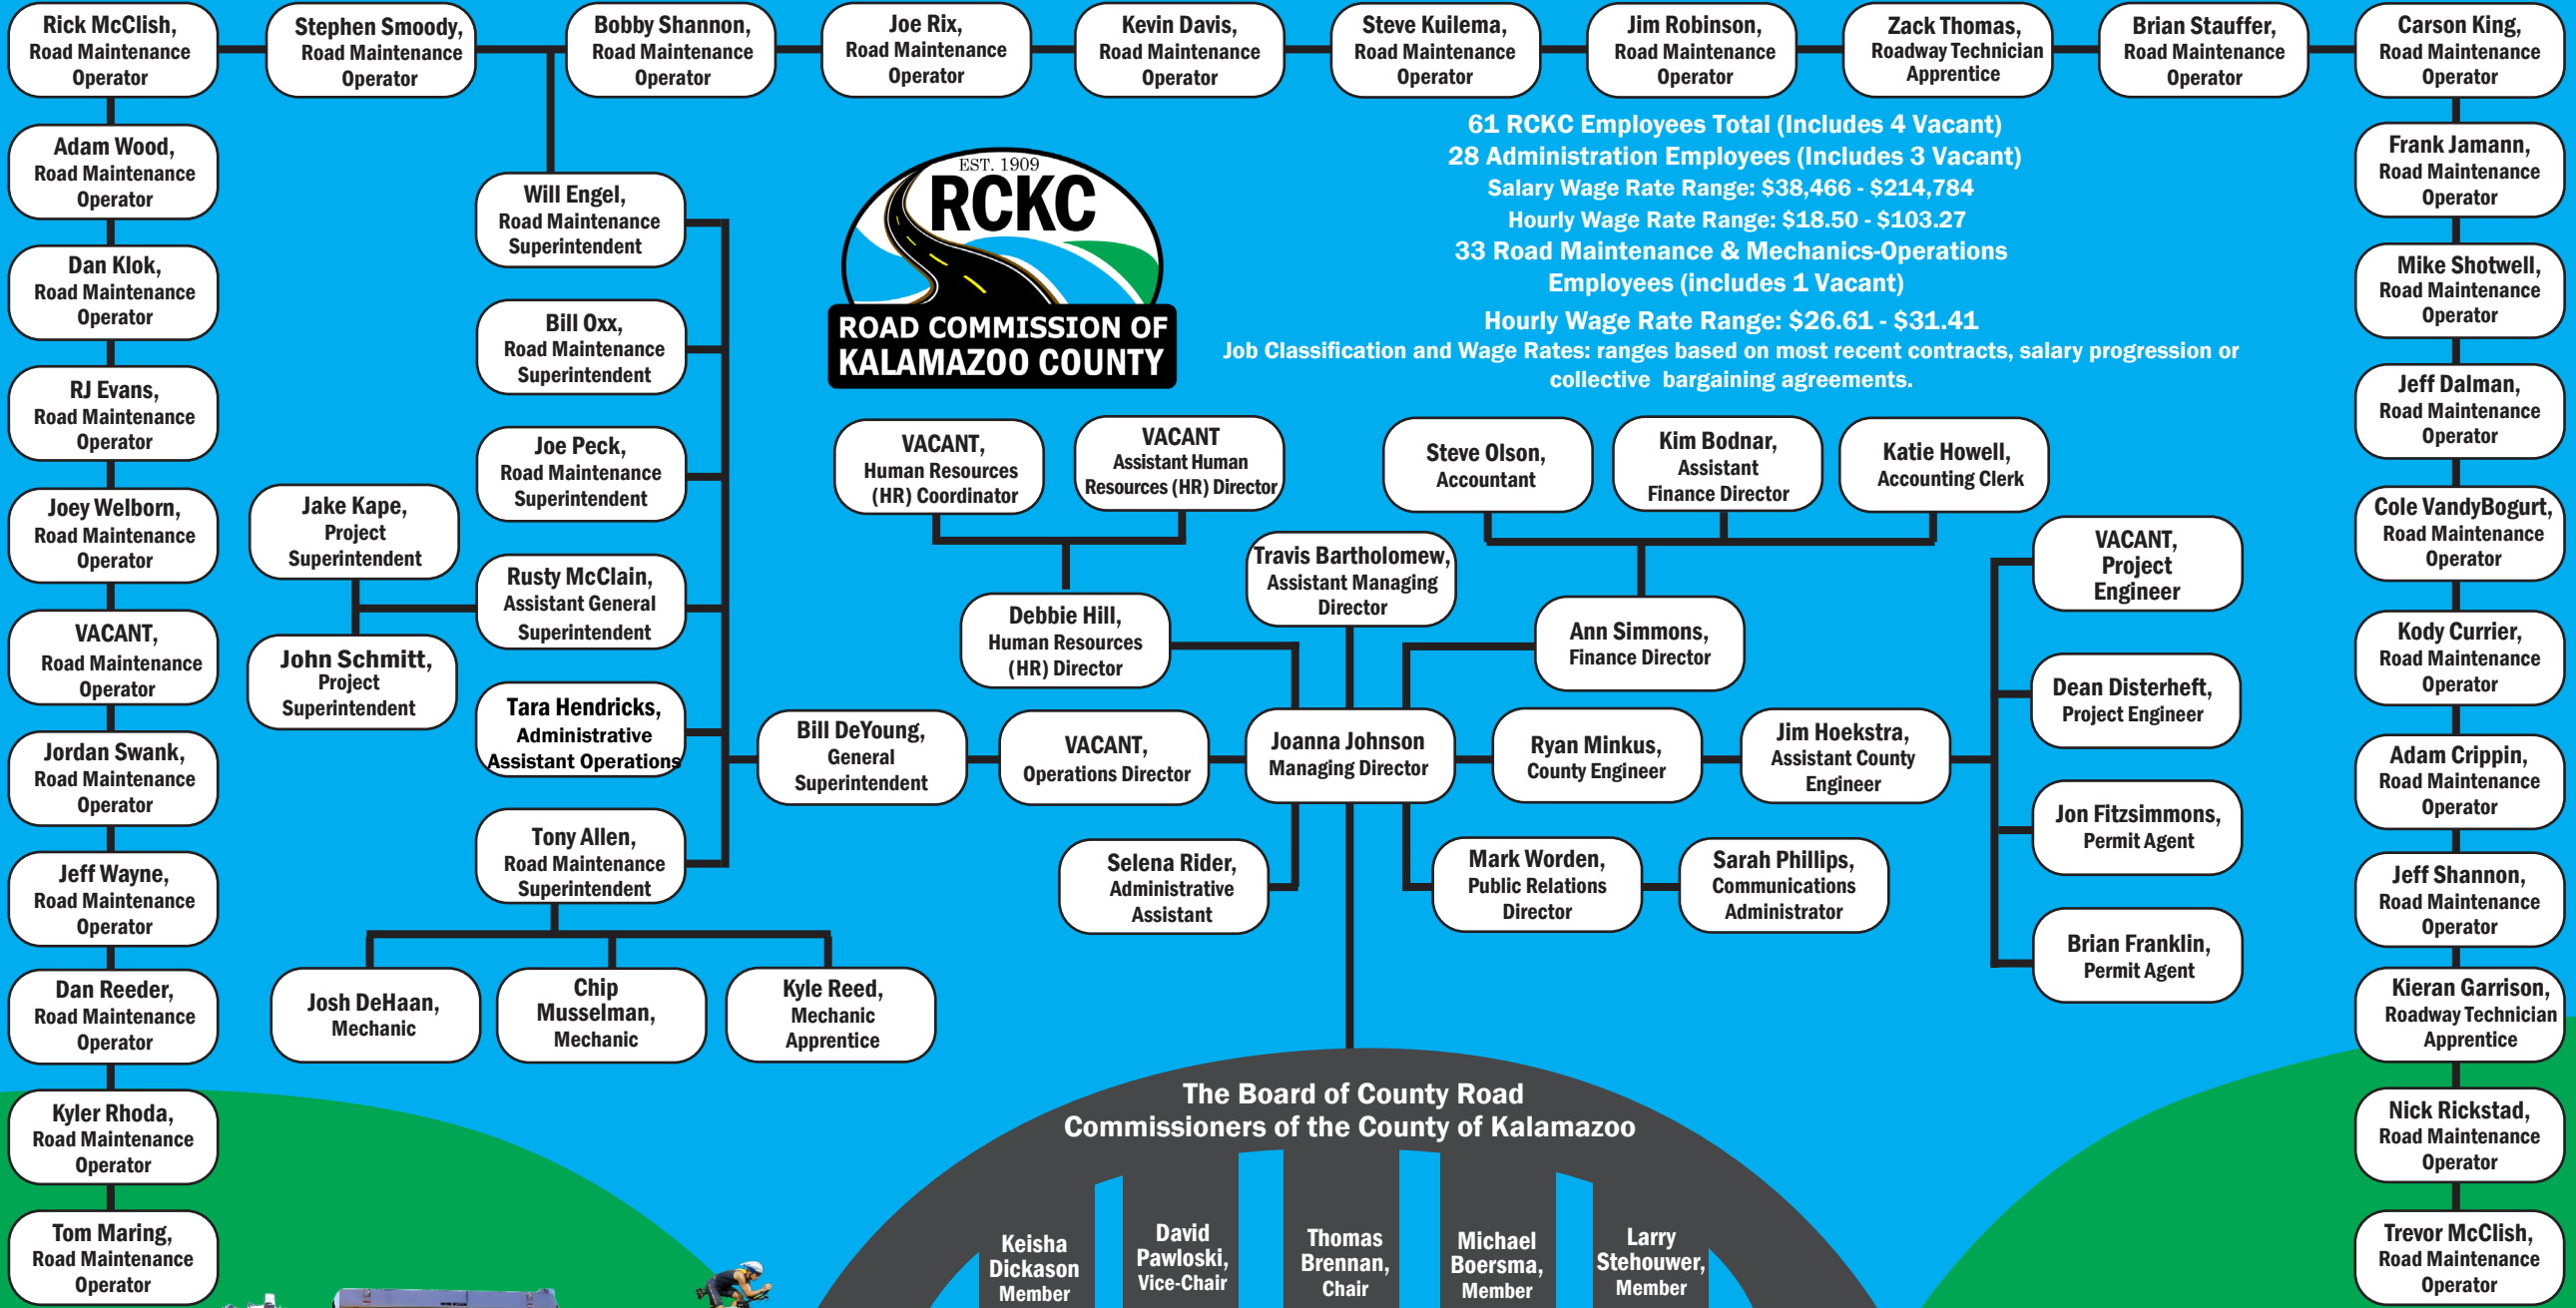 Rick McClish,
Road Maintenance
Operator
Stephen Smoody,
Road Maintenance
Operator
Bobby Shannon,
Road Maintenance
Operator
Joe Rix,
Road Maintenance
Operator
Kevin Davis,
Road Maintenance
Operator
Steve Kuilema,
Road Maintenance
Operator
Jim Robinson,
Road Maintenance
Operator
Zack Thomas,
Roadway Technician
Apprentice
Brian Stauffer,
Road Maintenance
Operator
Carson King,
Road Maintenance
Operator
Adam Wood,
Road Maintenance
Operator
Dan Klok,
Road Maintenance
Operator
RJ Evans,
Road Maintenance
Operator
Joey Welborn,
Road Maintenance
Operator
VACANT,
Road Maintenance
Operator
Jordan Swank,
Road Maintenance
Operator
Jeff Wayne,
Road Maintenance
Operator
Dan Reeder,
Road Maintenance
Operator
Kyler Rhoda,
Road Maintenance
Operator
Tom Maring,
Road Maintenance
Operator
Will Engel,
Road Maintenance
Superintendent
Bill Oxx,
Road Maintenance
Superintendent
Joe Peck,
Road Maintenance
Superintendent
Jake Kape,
Project
Superintendent
Rusty McClain,
Assistant General
Superintendent
John Schmitt,
Project
Superintendent
Tara Hendricks,
Administrative
Assistant Operations
Tony Allen,
Road Maintenance
Superintendent
Josh DeHaan,
Mechanic
Chip
Musselman,
Mechanic
Kyle Reed,
Mechanic
Apprentice
EST. 1909
RCKC
ROAD COMMISSION OF
KALAMAZOO COUNTY
61 RCKC Employees Total (Includes 4 Vacant)
28 Administration Employees (Includes 3 Vacant)
Salary Wage Rate Range: $38,466 - $214,784
Hourly Wage Rate Range: $18.50 - $103.27
33 Road Maintenance & Mechanics-Operations
Employees (includes 1 Vacant)
Hourly Wage Rate Range: $26.61 - $31.41
Job Classification and Wage Rates: ranges based on most recent contracts, salary progression or
collective bargaining agreements.
VACANT,
Human Resources
(HR) Coordinator
VACANT
Assistant Human
Resources (HR) Director
Steve Olson,
Accountant
Kim Bodnar,
Assistant
Finance Director
Katie Howell,
Accounting Clerk
Debbie Hill,
Human Resources
(HR) Director
Travis Bartholomew,
Assistant Managing
Director
Ann Simmons,
Finance Director
Bill DeYoung,
General
Superintendent
VACANT,
Operations Director
Joanna Johnson
Managing Director
Ryan Minkus,
County Engineer
Jim Hoekstra,
Assistant County
Engineer
Selena Rider,
Administrative
Assistant
Mark Worden,
Public Relations
Director
Sarah Phillips,
Communications
Administrator
VACANT,
Project
Engineer
Dean Disterheft,
Project Engineer
Jon Fitzsimmons,
Permit Agent
Brian Franklin,
Permit Agent
Frank Jamann,
Road Maintenance
Operator
Mike Shotwell,
Road Maintenance
Operator
Jeff Dalman,
Road Maintenance
Operator
Cole VandyBogurt,
Road Maintenance
Operator
Kody Currier,
Road Maintenance
Operator
Adam Crippin,
Road Maintenance
Operator
Jeff Shannon,
Road Maintenance
Operator
Kieran Garrison,
Roadway Technician
Apprentice
Nick Rickstad,
Road Maintenance
Operator
Trevor McClish,
Road Maintenance
Operator
The Board of County Road
Commissioners of the County of Kalamazoo
Keisha
Dickason
Member
David
Pawloski,
Vice-Chair
Thomas
Brennan,
Chair
Michael
Boersma,
Member
Larry
Stehouwer,
Member